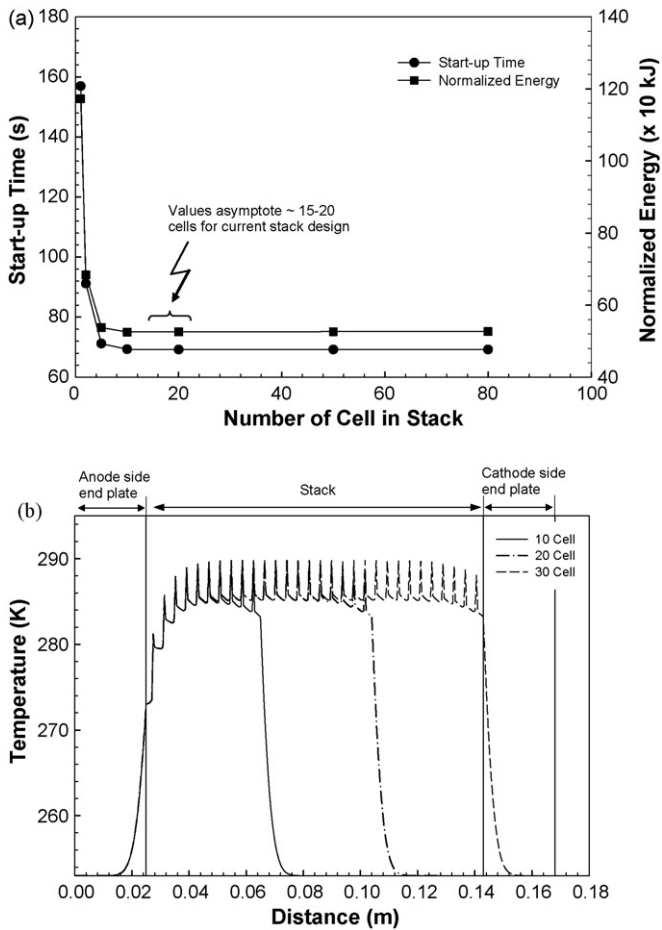 (a)
180
160
140
120
100
80
60
Start-up Time (s)
140
120
100
80
60
40
Normalized Energy (x 10 kJ)
Start-up Time
Normalized Energy
Values asymptote ~ 15-20
cells for current stack design
0 20 40 60 80 100
Number of Cell in Stack
Anode side
end plate
Stack
Cathode side
end plate
(b)
10 Cell
20 Cell
30 Cell
290
280
270
260
Temperature (K)
0.00 0.02 0.04 0.06 0.08 0.10 0.12 0.14 0.16 0.18
Distance (m)